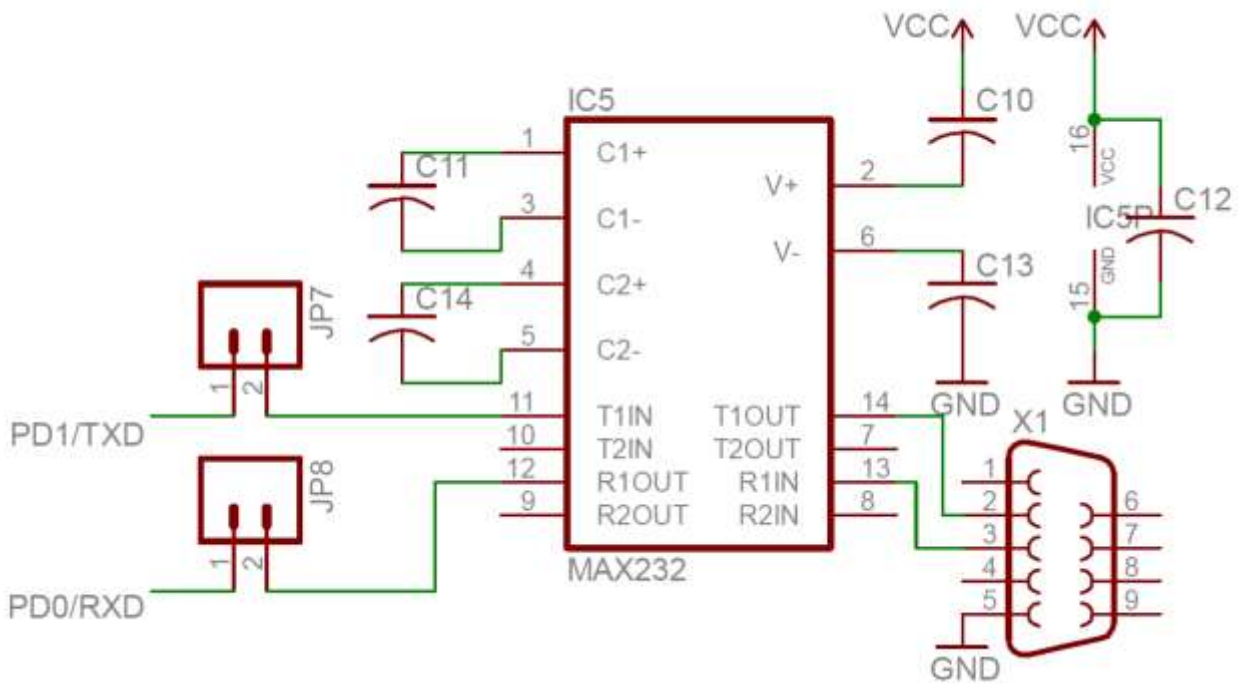 VCC
VCC
IC5
C10
1
C1+
C11
2
V+
16
VCC
3
C1-
IC5P
C12
6
V-
4
C2+
C14
C13
GND
15
JP7
5
C2-
1
2
GND
GND
PD1/TXD
11
T1IN
T1OUT
14
X1
10
T2IN
T2OUT
7
JP8
12
R1OUT
R1IN
13
1
9
R2OUT
R2IN
8
2
6
3
7
1
2
MAX232
4
8
5
9
PD0/RXD
GND